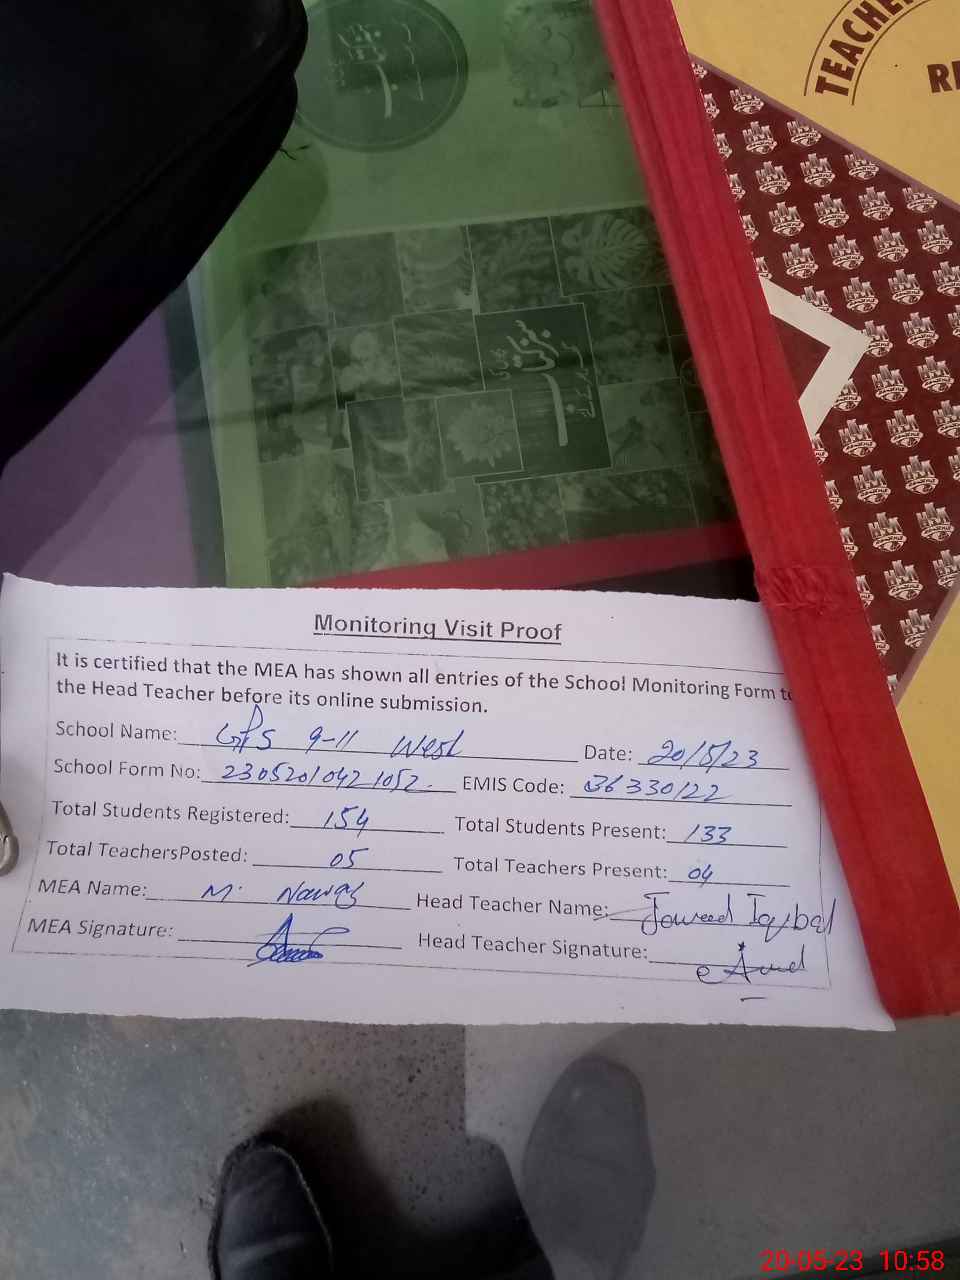 TEACHE
RE
Monitoring Visit Proof
It is certified that the MEA has shown all entries of the School Monitoring Form to
the Head Teacher before its online submission.
School Name: GPS 9-11 West Date: 20/5/23
School Form No: 2305201042 1052 EMIS Code: 36330122
Total Students Registered: 154 Total Students Present: 133
Total TeachersPosted: 05 Total Teachers Present: 04
MEA Name: M. Nawaz Head Teacher Name: Javeed Iqbal
MEA Signature: Head Teacher Signature:
20-05-23 10:58